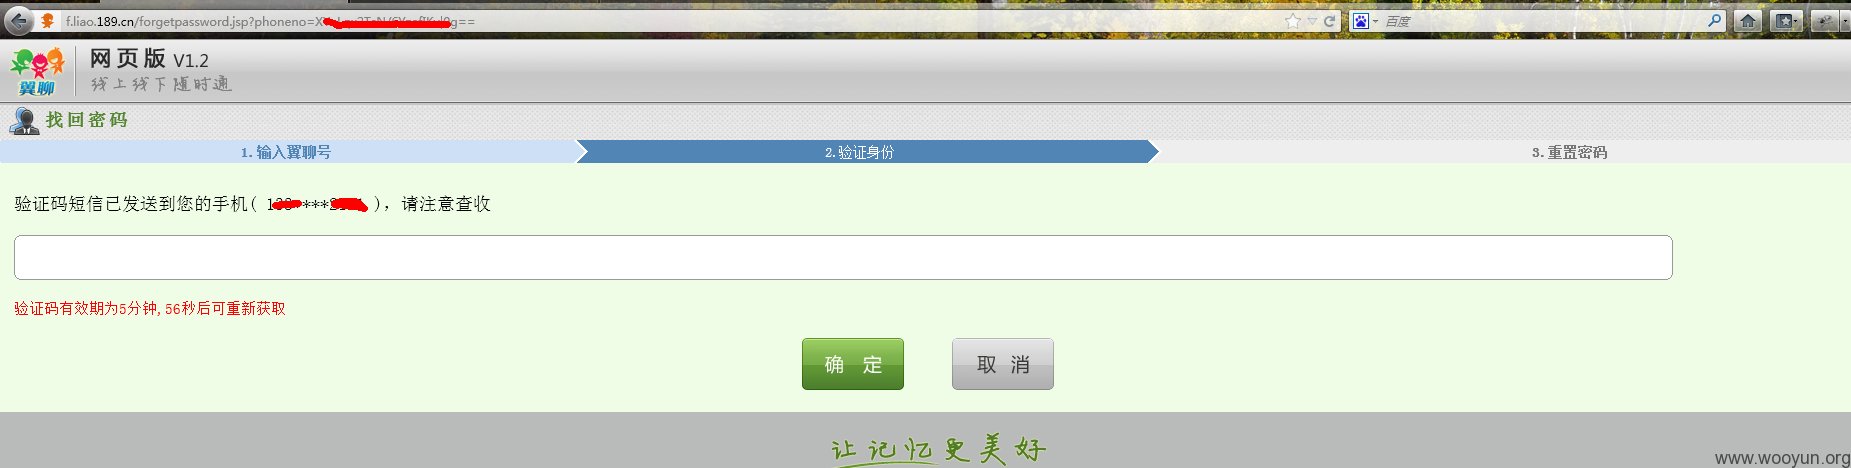 f.liao.189.cn/forgetpassword.jsp?phoneno=X
g==
百度
翼聊
网页版 V1.2
线上线下随时通
找回密码
1.输入翼聊号
2.验证身份
3.重置密码
验证码短信已发送到您的手机( 1 *** ), 请注意查收
验证码有效期为5分钟,56秒后可重新获取
确 定
取 消
让记忆更美好
www.wooyun.org